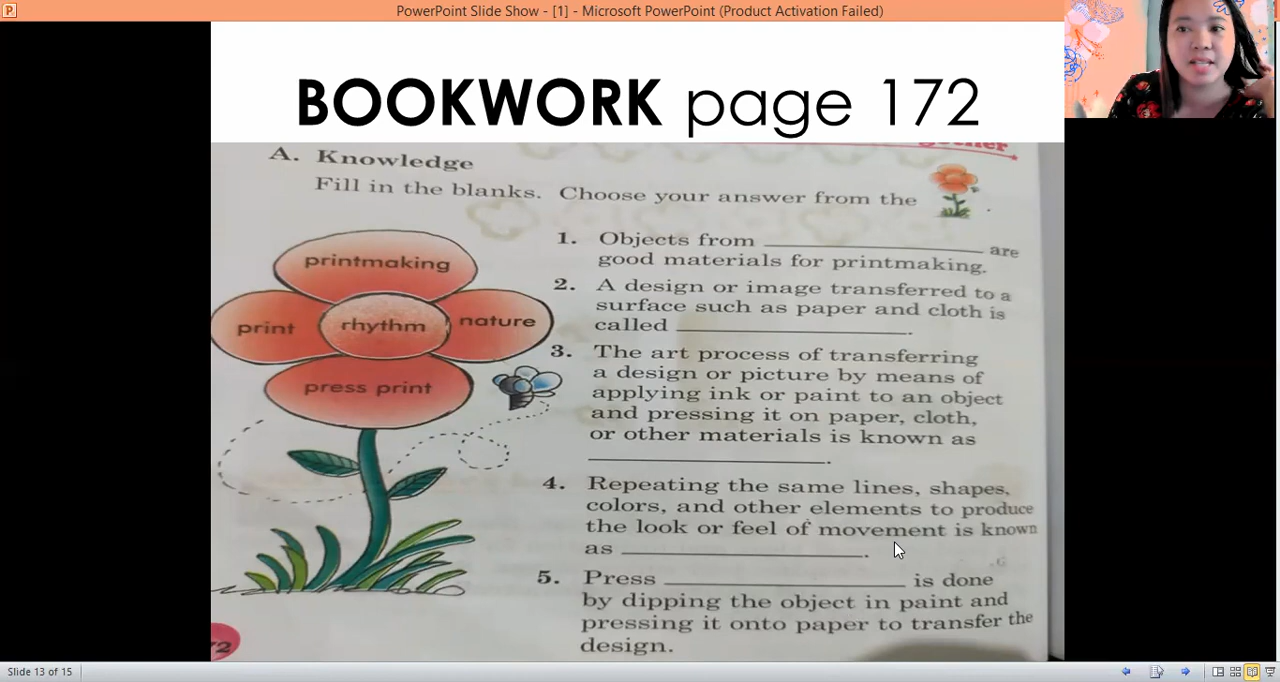 PowerPoint Slide Show - [1] - Microsoft PowerPoint (Product Activation Failed)
BOOKWORK page 172
A. Knowledge
Fill in the blanks. Choose your answer from the
printmaking
print
rhythm
nature
press print
1. Objects from ____________ are
good materials for printmaking.
2. A design or image transferred to a
surface such as paper and cloth is
called ____________.
3. The art process of transferring
a design or picture by means of
applying ink or paint to an object
and pressing it on paper, cloth,
or other materials is known as
____________.
4. Repeating the same lines, shapes,
colors, and other elements to produce
the look or feel of movement is known
as ____________.
5. Press ____________ is done
by dipping the object in paint and
pressing it onto paper to transfer the
design.
Slide 13 of 15